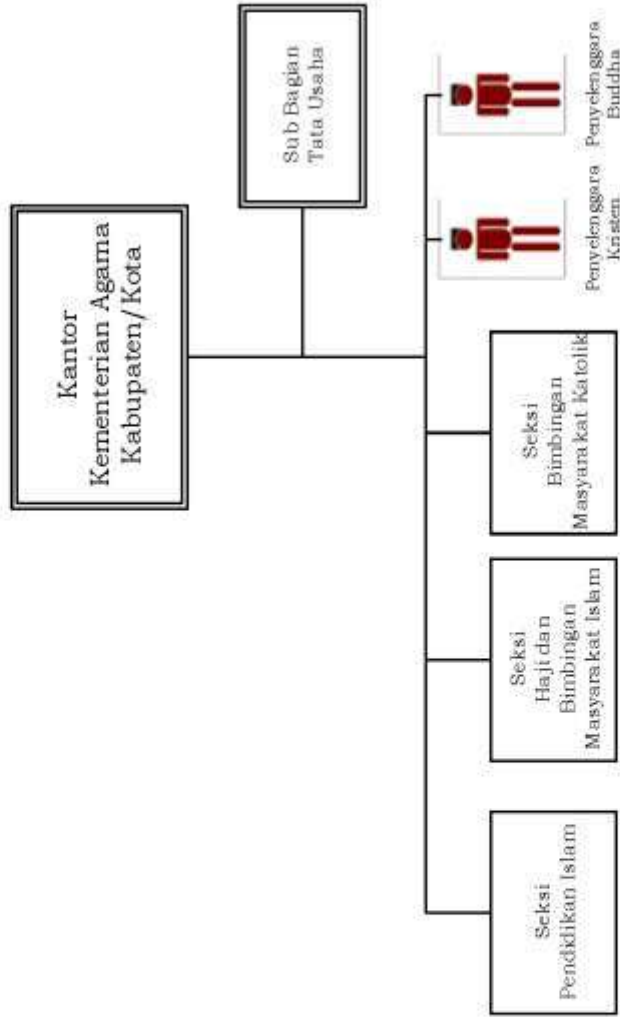 Kantor
Kementerian Agama
Kabupaten/Kota
Sub Bagian
Tata Usaha
Seksi
Pendidikan Islam
Seksi
Haji dan
Bimbingan
Masyarakat Islam
Seksi
Bimbingan
Masyarakat Katolik
Penyelenggara
Kristen
Penyelenggara
Buddha